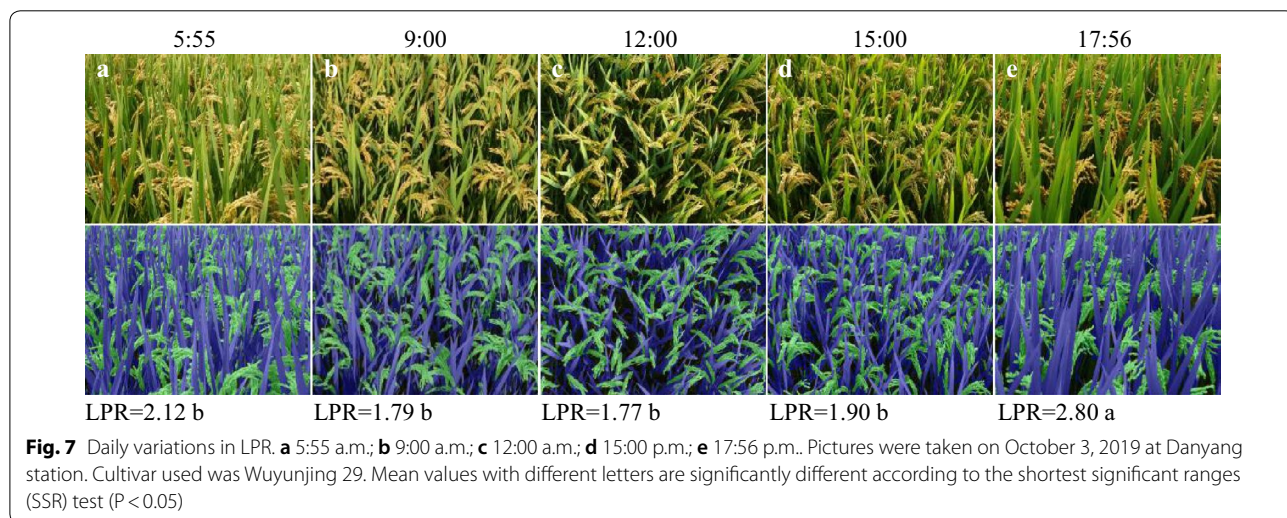 5:55 9:00 12:00 15:00 17:56
a b c d e
LPR=2.12 b LPR=1.79 b LPR=1.77 b LPR=1.90 b LPR=2.80 a
Fig. 7 Daily variations in LPR. a 5:55 a.m.; b 9:00 a.m.; c 12:00 a.m.; d 15:00 p.m.; e 17:56 p.m.. Pictures were taken on October 3, 2019 at Danyang
station. Cultivar used was Wuyunjing 29. Mean values with different letters are significantly different according to the shortest significant ranges
(SSR) test (P < 0.05)